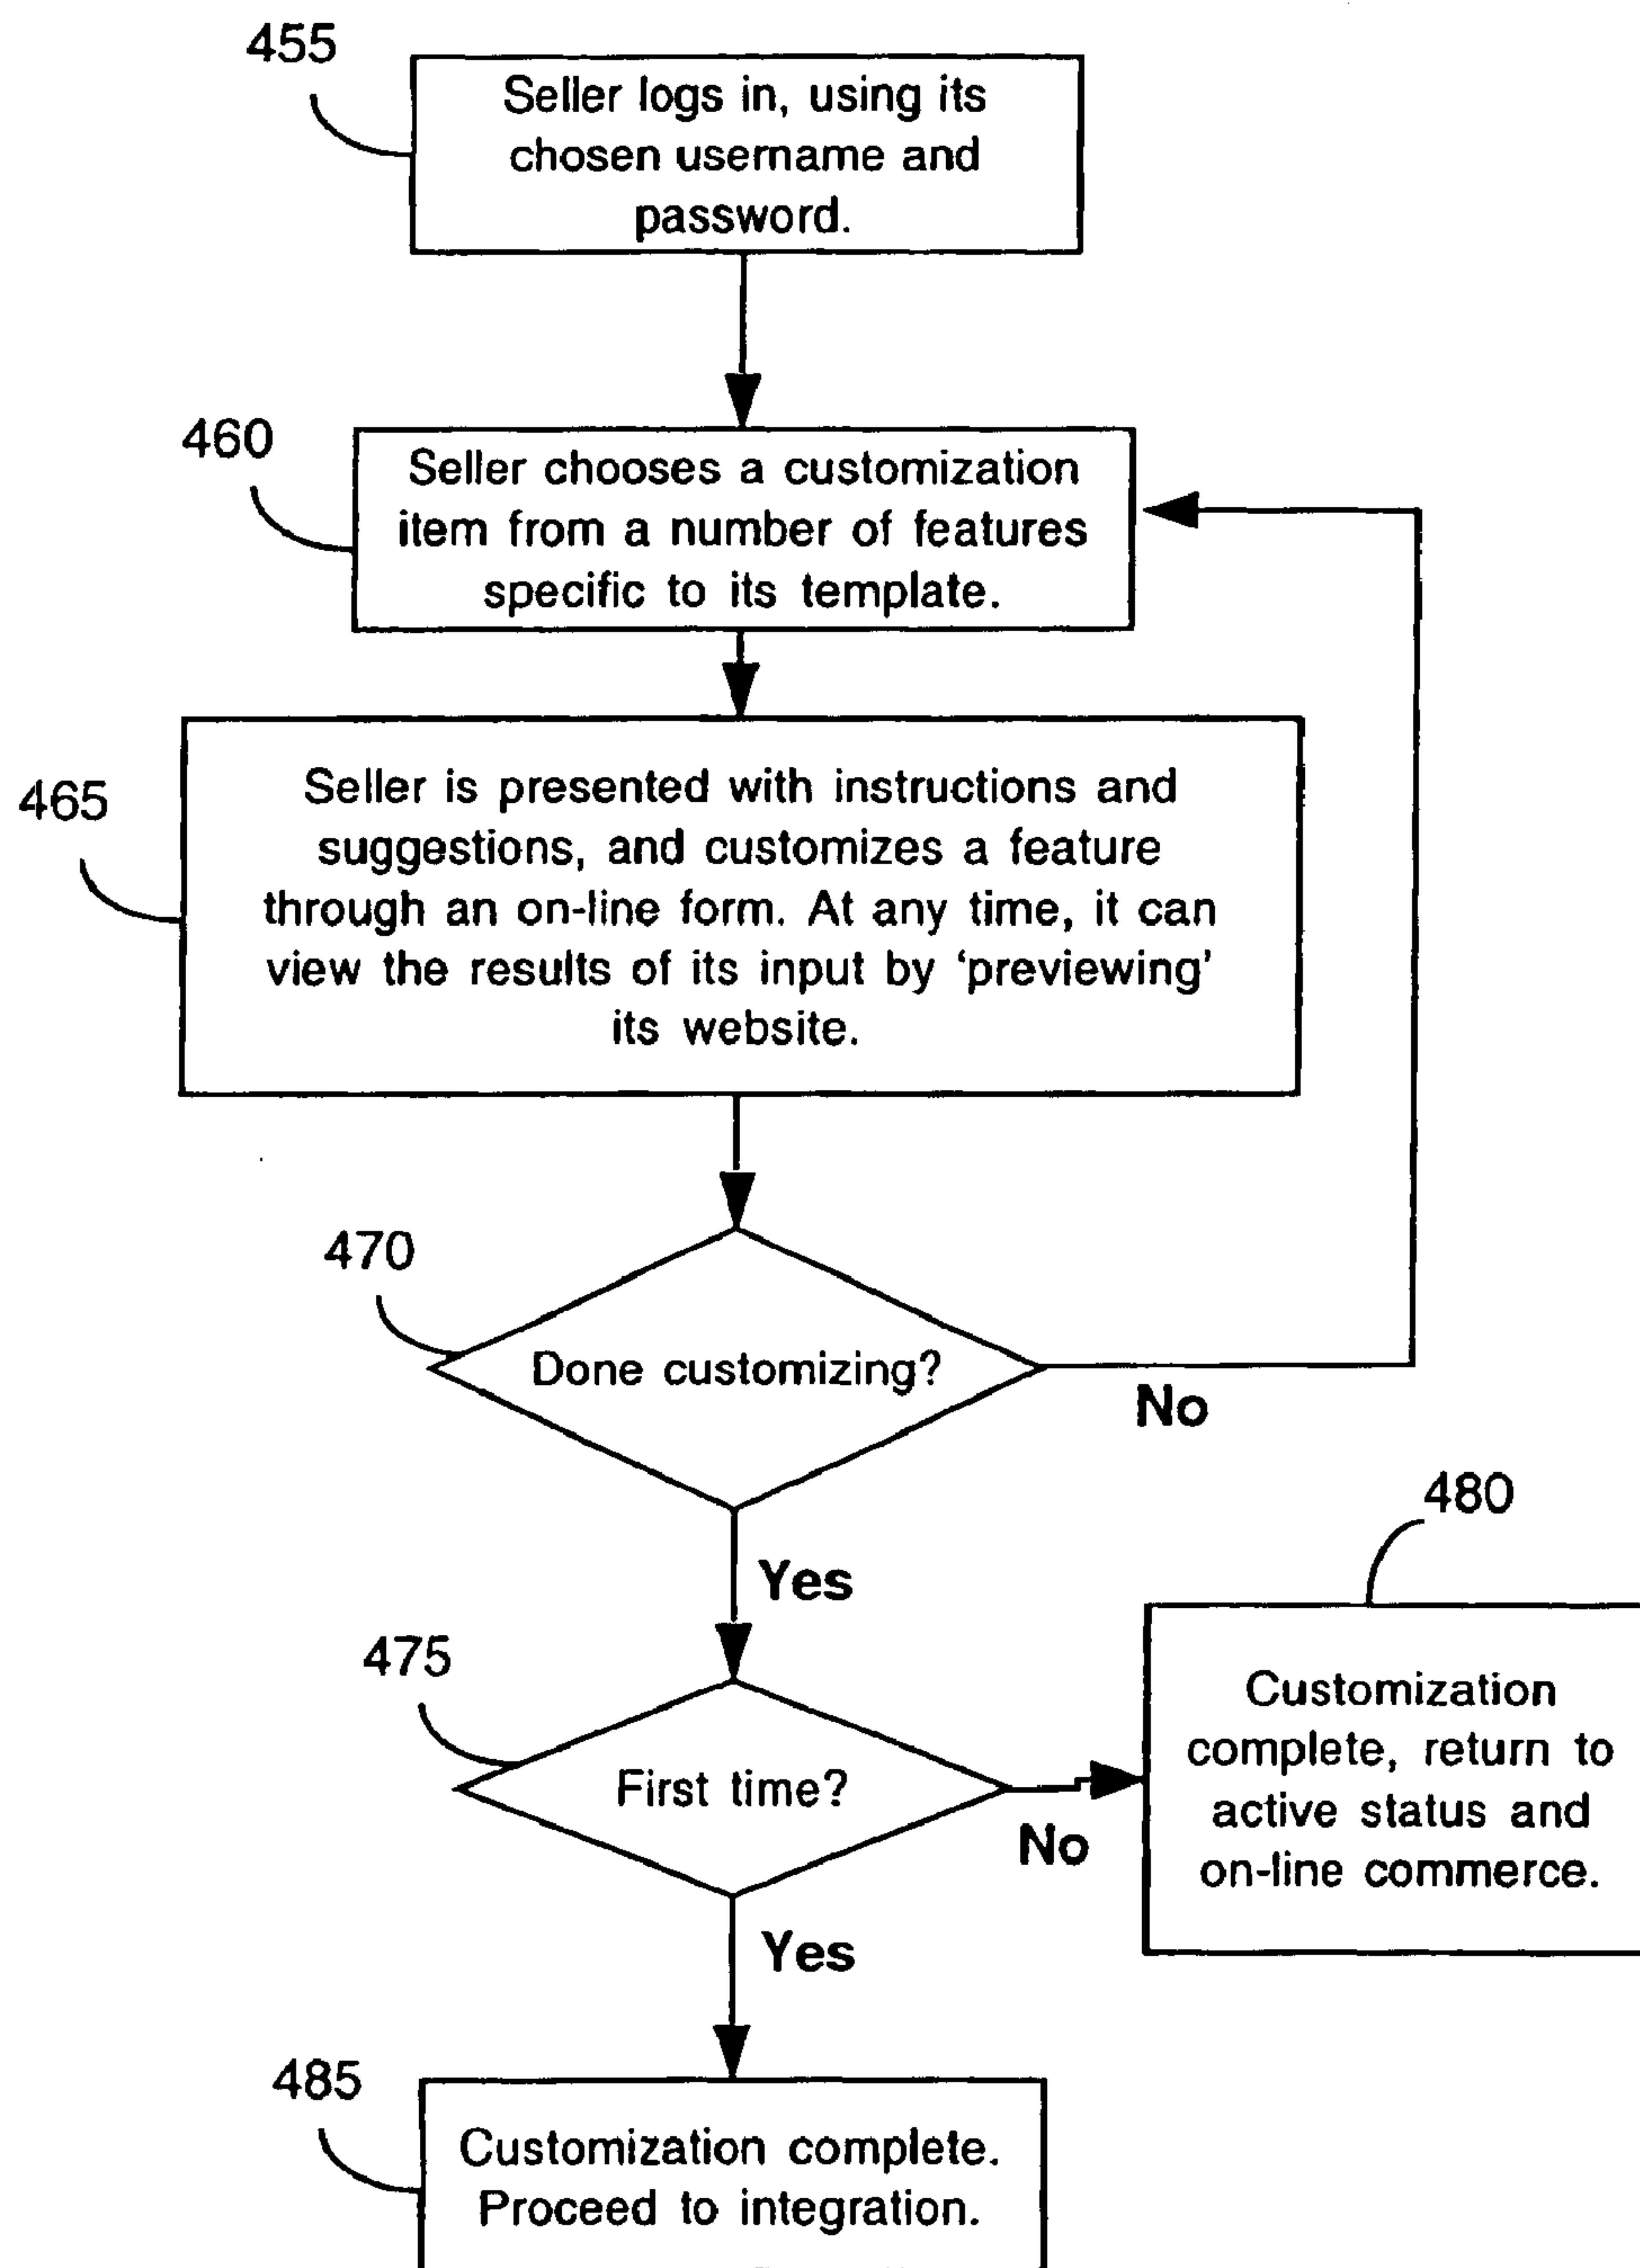 455
Seller logs in, using its
chosen username and
password.
460
Seller chooses a customization
item from a number of features
specific to its template.
465
Seller is presented with instructions and
suggestions, and customizes a feature
through an on-line form. At any time, it can
view the results of its input by ‘previewing’
its website.
470
Done customizing?
No
480
Yes
475
First time?
No
Customization
complete, return to
active status and
on-line commerce.
Yes
485
Customization complete.
Proceed to integration.